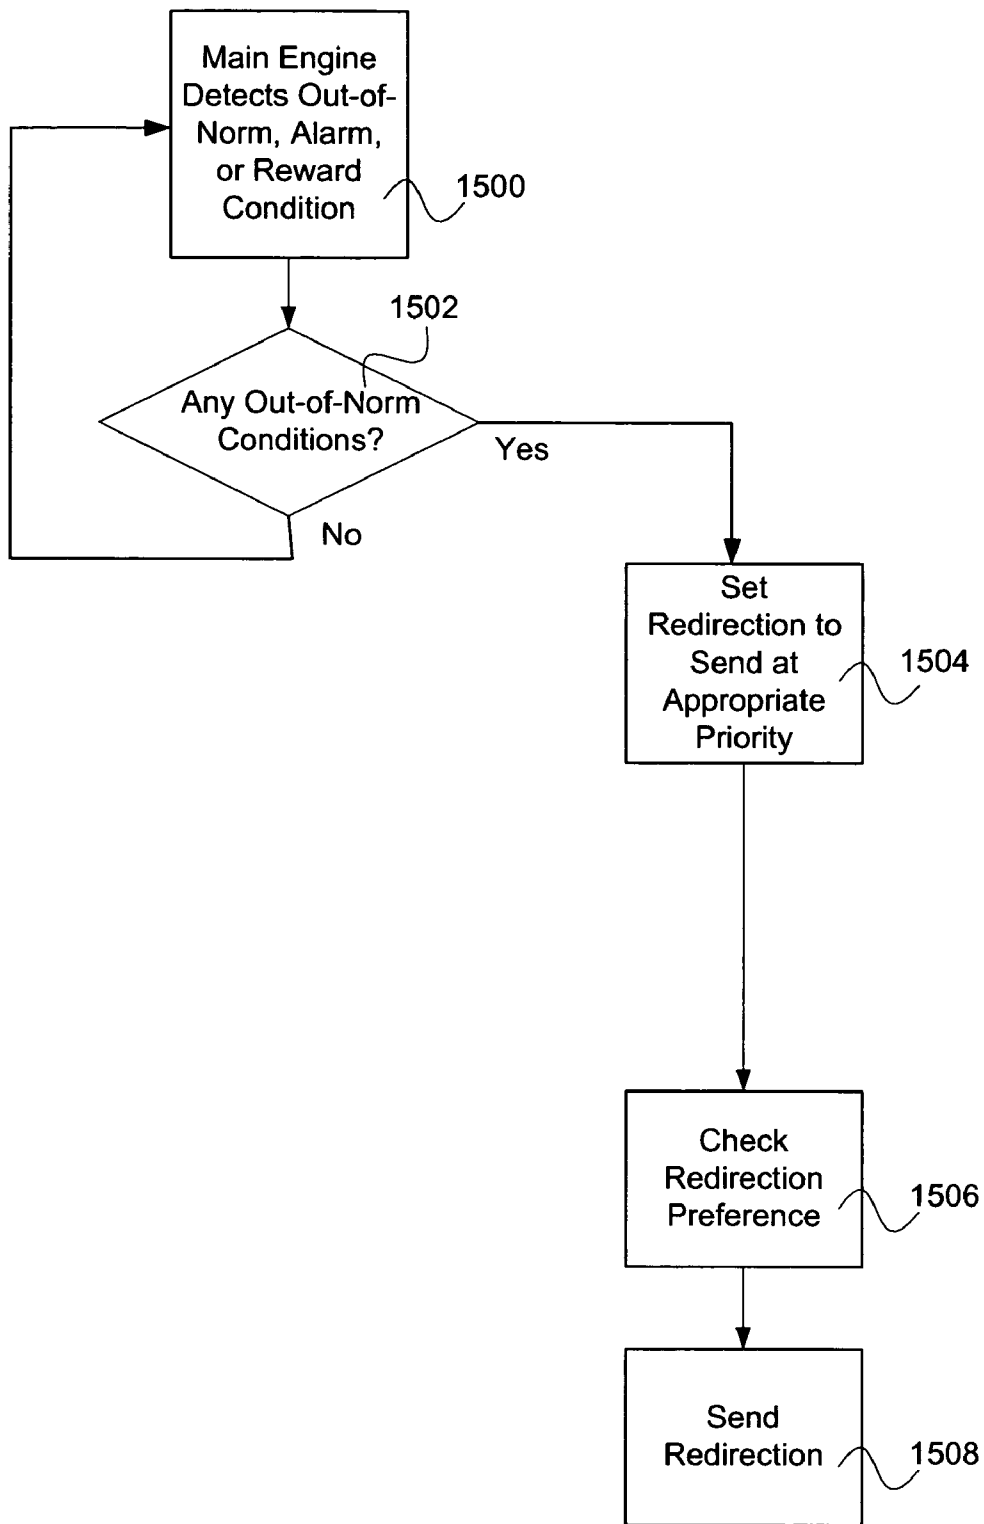 Main Engine
Detects Out-of-
Norm, Alarm,
or Reward
Condition
1500
1502
Any Out-of-Norm
Conditions?
Yes
No
Set
Redirection to
Send at
Appropriate
Priority
1504
Check
Redirection
Preference
1506
Send
Redirection
1508